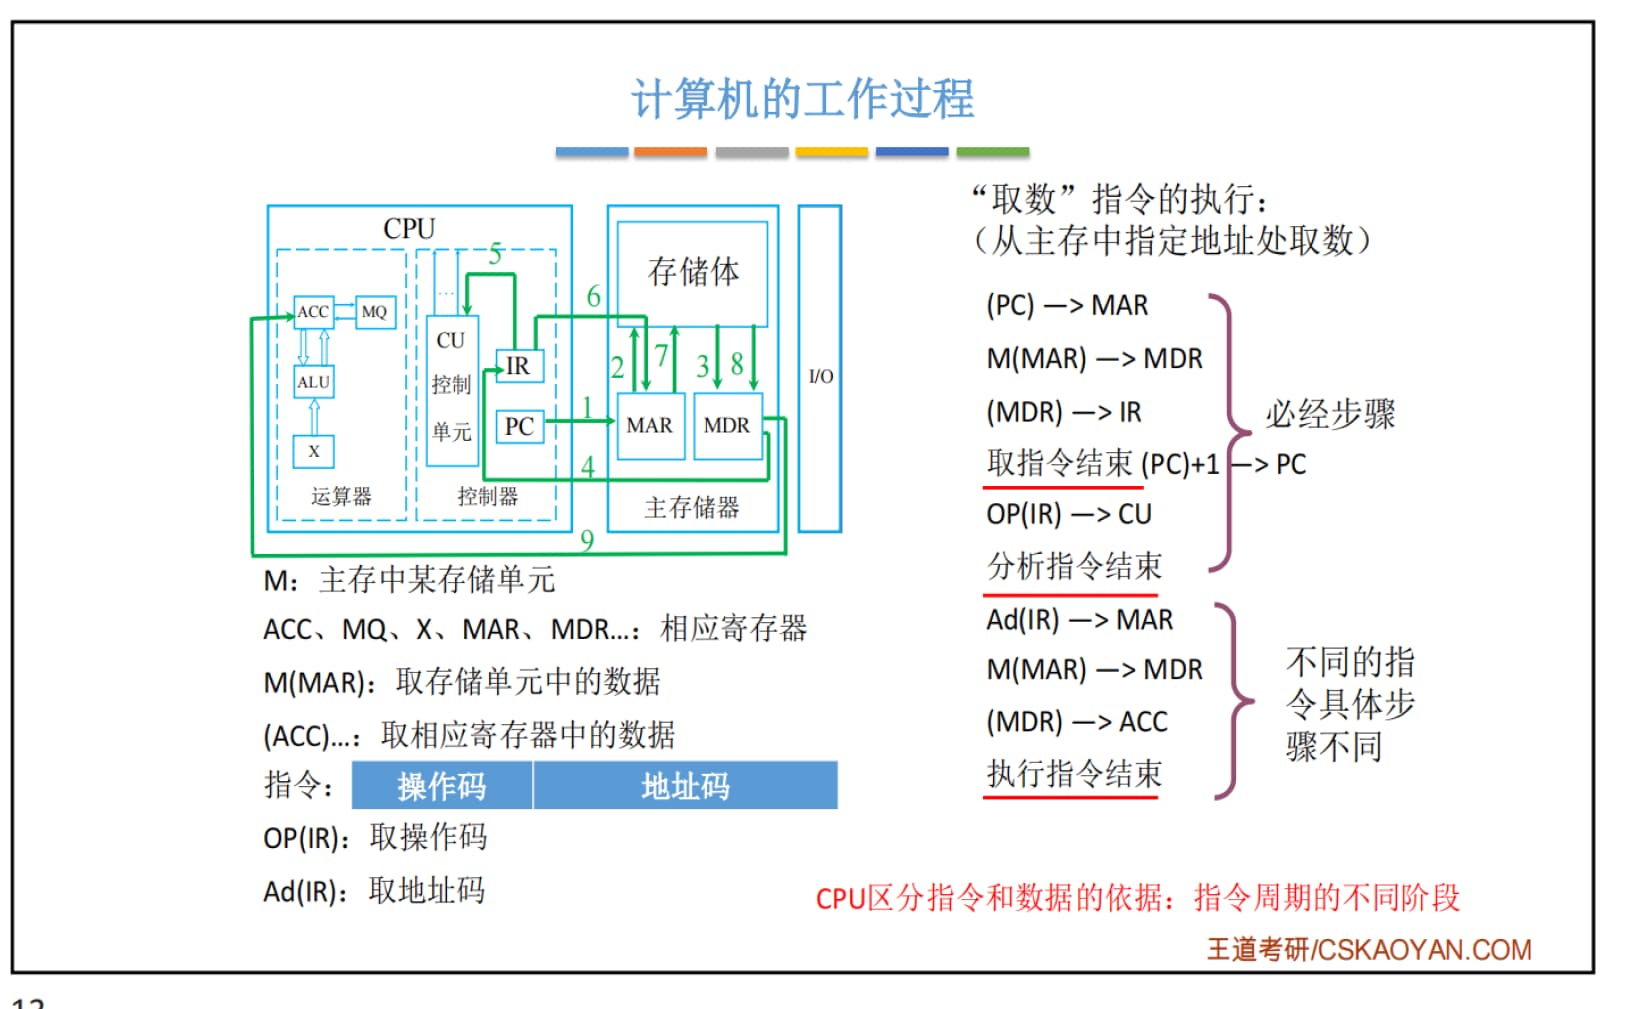 计算机的工作过程
CPU
ACC
MQ
ALU
X
运算器
...
CU
控制
单元
IR
PC
控制器
5
6
1
4
9
存储体
2
7
3
8
MAR
MDR
主存储器
I/O
M：主存中某存储单元
ACC、MQ、X、MAR、MDR...：相应寄存器
M(MAR)：取存储单元中的数据
(ACC)...：取相应寄存器中的数据
指令：操作码 地址码
OP(IR)：取操作码
Ad(IR)：取地址码
“取数”指令的执行：
（从主存中指定地址处取数）
(PC) —> MAR
M(MAR) —> MDR
(MDR) —> IR
取指令结束 (PC)+1 —> PC
OP(IR) —> CU
分析指令结束
必经步骤
Ad(IR) —> MAR
M(MAR) —> MDR
(MDR) —> ACC
执行指令结束
不同的指
令具体步
骤不同
CPU区分指令和数据的依据：指令周期的不同阶段
王道考研/CSKAOYAN.COM